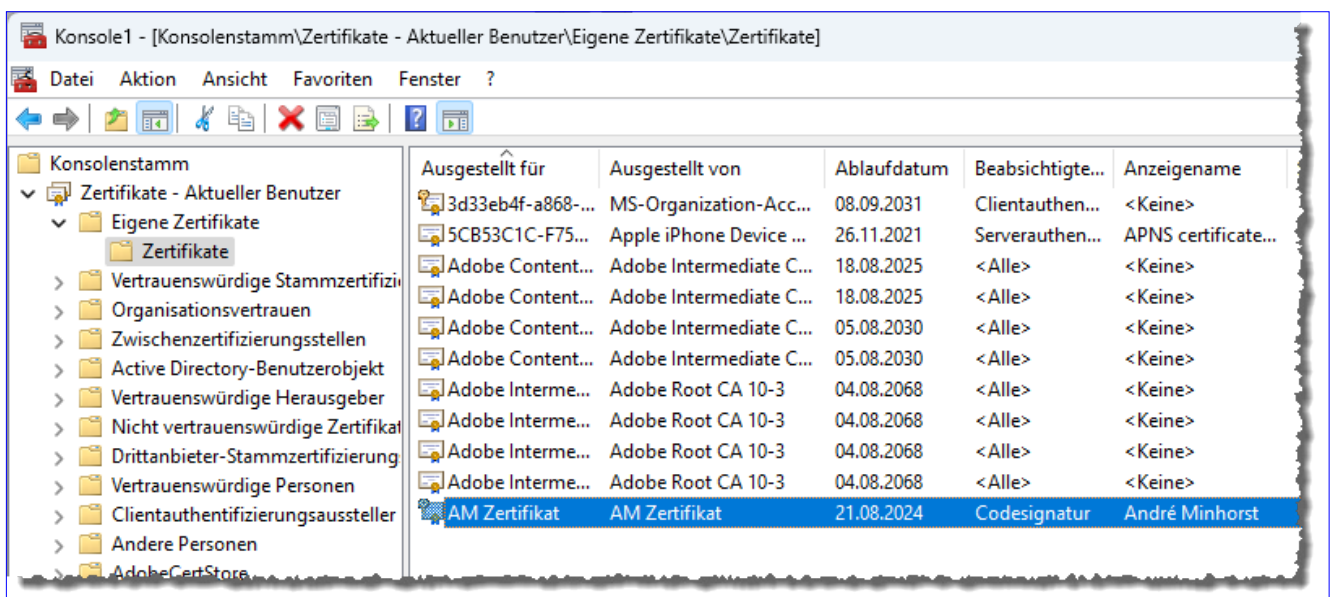 Konsole1 - [Konsolenstamm\Zertifikate - Aktueller Benutzer\Eigene Zertifikate\Zertifikate]
Datei Aktion Ansicht Favoriten Fenster ?
Konsolenstamm
Zertifikate - Aktueller Benutzer
Eigene Zertifikate
Zertifikate
Vertrauenswürdige Stammzertifizi
Organisationsvertrauen
Zwischenzertifizierungsstellen
Active Directory-Benutzerobjekt
Vertrauenswürdige Herausgeber
Nicht vertrauenswürdige Zertifikat
Drittanbieter-Stammzertifizierung
Vertrauenswürdige Personen
Clientauthentifizierungsaussteller
Andere Personen
AdobeCertStore
Ausgestellt für Ausgestellt von Ablaufdatum Beabsichtigte... Anzeigename
3d33eb4f-a868-... MS-Organization-Acc... 08.09.2031 Clientauthen... <Keine>
5CB53C1C-F75... Apple iPhone Device ... 26.11.2021 Serverauthen... APNS certificate...
Adobe Content... Adobe Intermediate C... 18.08.2025 <Alle> <Keine>
Adobe Content... Adobe Intermediate C... 18.08.2025 <Alle> <Keine>
Adobe Content... Adobe Intermediate C... 05.08.2030 <Alle> <Keine>
Adobe Content... Adobe Intermediate C... 05.08.2030 <Alle> <Keine>
Adobe Interme... Adobe Root CA 10-3 04.08.2068 <Alle> <Keine>
Adobe Interme... Adobe Root CA 10-3 04.08.2068 <Alle> <Keine>
Adobe Interme... Adobe Root CA 10-3 04.08.2068 <Alle> <Keine>
Adobe Interme... Adobe Root CA 10-3 04.08.2068 <Alle> <Keine>
AM Zertifikat AM Zertifikat 21.08.2024 Codesignatur André Minhorst